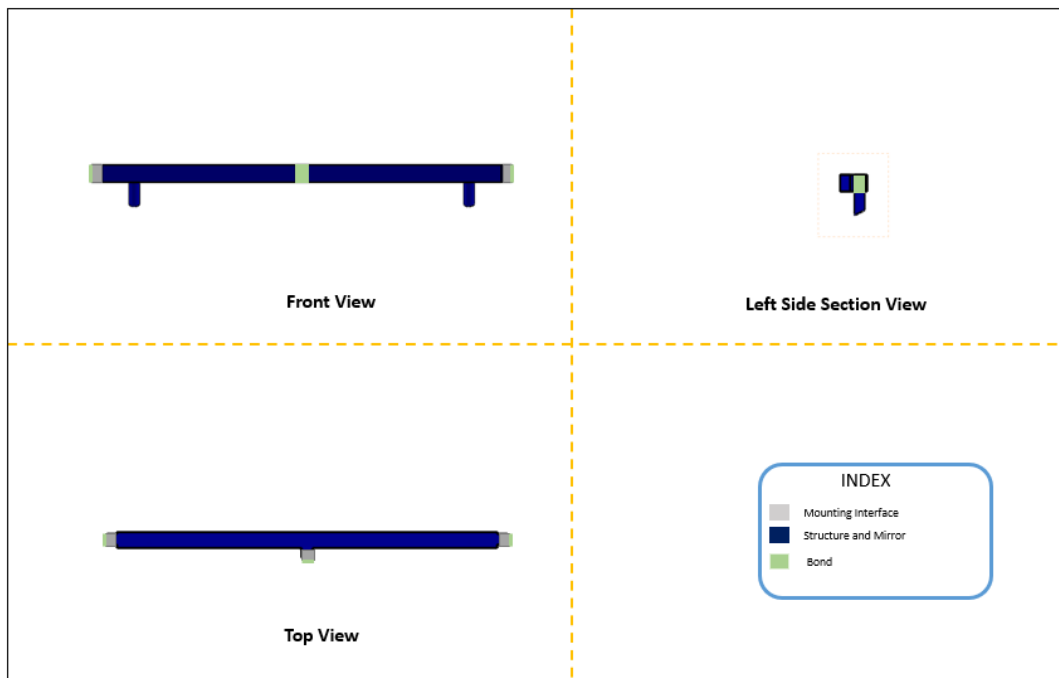 Front View
Left Side Section View
Top View
INDEX
Mounting Interface
Structure and Mirror
Bond